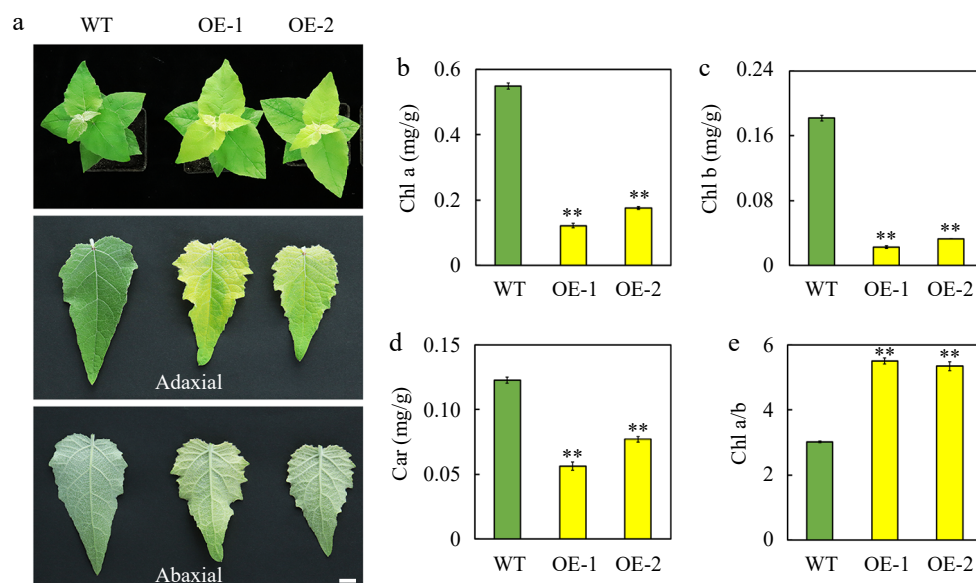 a
WT OE-1 OE-2
Adaxial
Abaxial
b
Chl a (mg/g)
0.6
0.4
0.2
0
**
**
WT OE-1 OE-2
c
Chl b (mg/g)
0.24
0.16
0.08
0
**
**
WT OE-1 OE-2
d
Car (mg/g)
0.15
0.10
0.05
0
**
**
WT OE-1 OE-2
e
Chl a/b
6
3
0
**
**
WT OE-1 OE-2